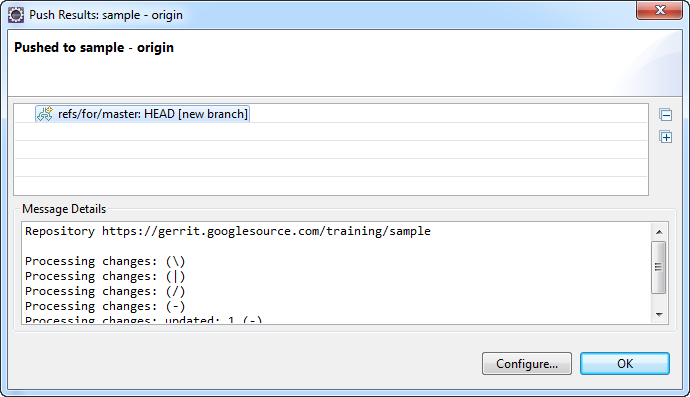 Push Results: sample - origin
Pushed to sample - origin
refs/for/master: HEAD [new branch]
Message Details
Repository https://gerrit.googlesource.com/training/sample
Processing changes: (\)
Processing changes: (|)
Processing changes: (/)
Processing changes: (-)
Processing changes: updated: 1 (-)
Configure...
OK